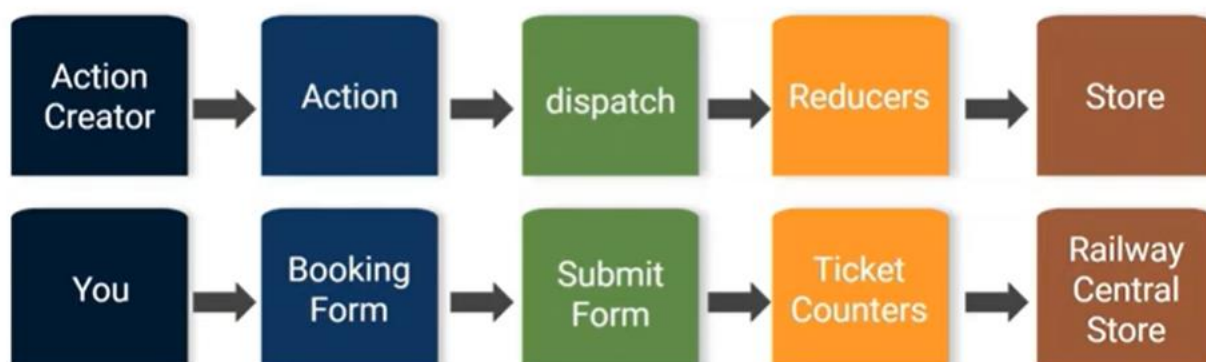 Action
Creator
Action
dispatch
Reducers
Store
You
Booking
Form
Submit
Form
Ticket
Counters
Railway
Central
Store